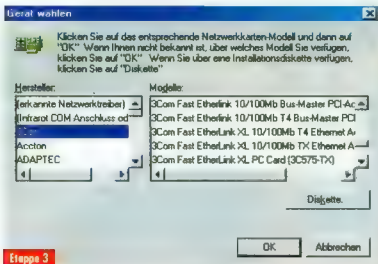 Gerät wählen
Klicken Sie auf das entsprechende Netzwerkkarten-Modell und dann auf
"OK" Wenn Ihnen nicht bekannt ist, über welches Modell Sie verfügen,
klicken Sie auf "OK" Wenn Sie über eine Installationsdiskette verfügen,
klicken Sie auf "Diskette"
Hersteller:
(erkannte Netzwerktreiber)
(Infrarot COM Anschluss od
Accton
ADAPTEC
Modelle:
3Com Fast Etherlink 10/100Mb Bus-Master PCI-Ac
3Com Fast EtherLink 10/100Mb T4 Bus-Master PCI
3Com Fast EtherLink XL 10/100Mb T4 Ethernet A
3Com Fast EtherLink XL 10/100Mb TX Ethernet A
3Com Fast EtherLink XL PC Card (3C575-TX)
Diskette.
OK
Abbrechen
Etappe 3